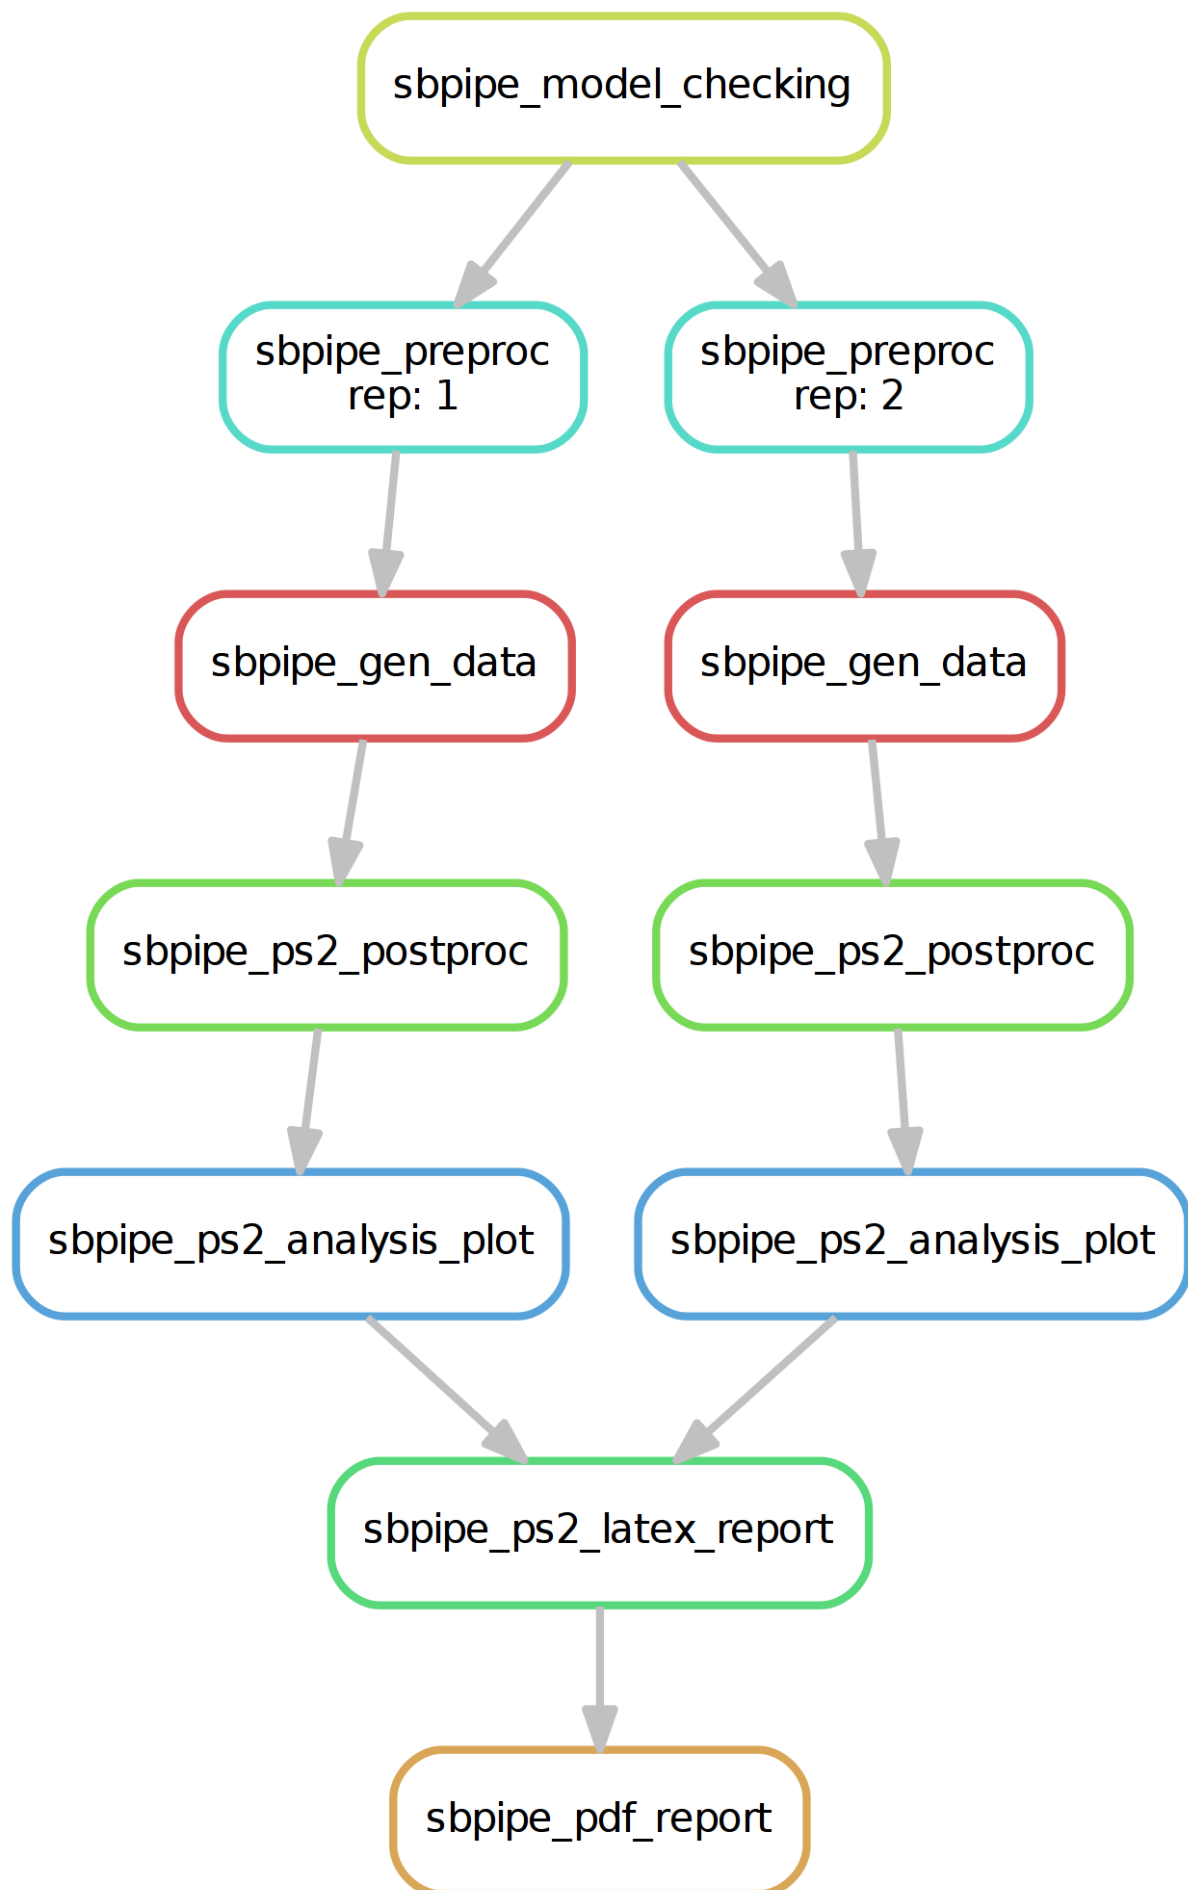 sbpipe_model_checking
sbpipe_preproc
rep: 1
sbpipe_preproc
rep: 2
sbpipe_gen_data
sbpipe_gen_data
sbpipe_ps2_postproc
sbpipe_ps2_postproc
sbpipe_ps2_analysis_plot
sbpipe_ps2_analysis_plot
sbpipe_ps2_latex_report
sbpipe_pdf_report